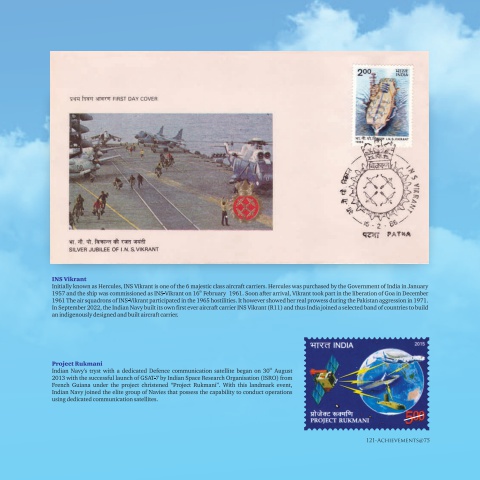 प्रथम दिवस आवरण FIRST DAY COVER
2.00
भारत
INDIA
भा. नौ. पो. विक्रान्त I.N.S. VIKRANT
1986
INS VIKRANT
16-2-86
पटना PATNA
भा. नौ. पो. विक्रान्त की रजत जयंती
SILVER JUBILEE OF I.N.S. VIKRANT
INS Vikrant
Initially known as Hercules, INS Vikrant is one of the 6 majestic class aircraft carriers. Hercules was purchased by the Government of India in January
1957 and the ship was commissioned as INS-Vikrant on 16th February 1961. Soon after arrival, Vikrant took part in the liberation of Goa in December
1961 The air squadrons of INS-Vikrant participated in the 1965 hostilities. It however showed her real prowess during the Pakistan aggression in 1971.
In September 2022, the Indian Navy built its own first ever aircraft carrier INS Vikrant (R11) and thus India joined a selected band of countries to build
an indigenously designed and built aircraft carrier.
Project Rukmani
Indian Navy's tryst with a dedicated Defence communication satellite began on 30th August
2013 with the successful launch of GSAT-7 by Indian Space Research Organisation (ISRO) from
French Guiana under the project christened "Project Rukmani". With this landmark event,
Indian Navy joined the elite group of Navies that possess the capability to conduct operations
using dedicated communication satellites.
भारत INDIA
2015
प्रोजेक्ट रूक्मणि
PROJECT RUKMANI
5.00
121-ACHIEVEMENTS@75